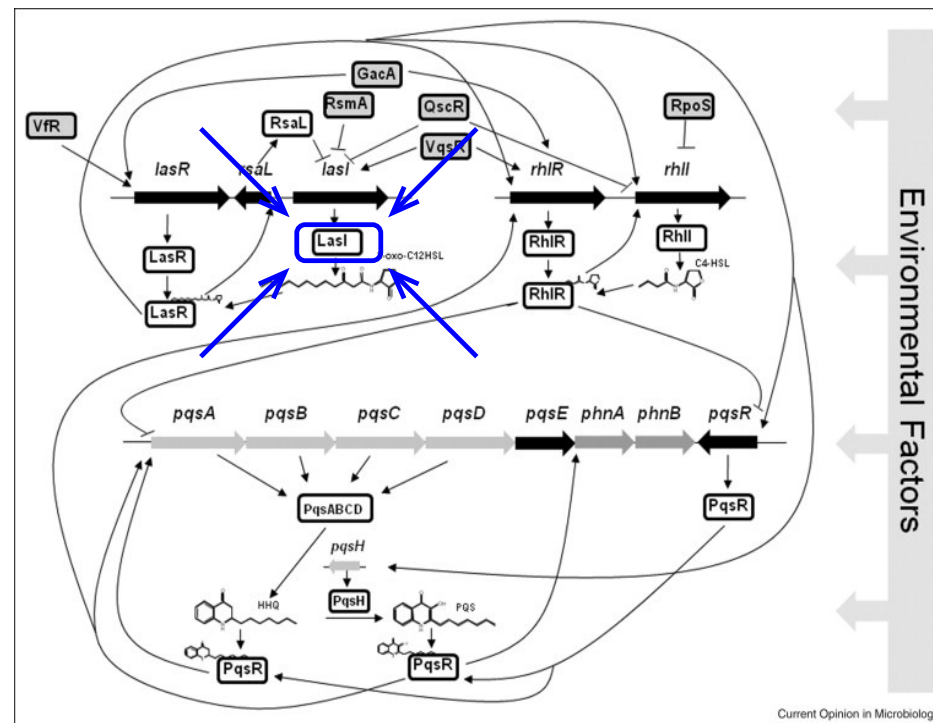 GacA
RsmA
QscR
RpoS
VfR
RsaL
VqsR
lasR
rsaL
lasI
rhlR
rhlI
LasI
LasR
-oxo-C12HSL
RhlR
RhlI
C4-HSL
LasR
RhlR
pqsA
pqsB
pqsC
pqsD
pqsE
phnA
phnB
pqsR
PqsABCD
PqsR
pqsH
HHQ
PqsH
PQS
PqsR
PqsR
Environmental Factors
Current Opinion in Microbiolog